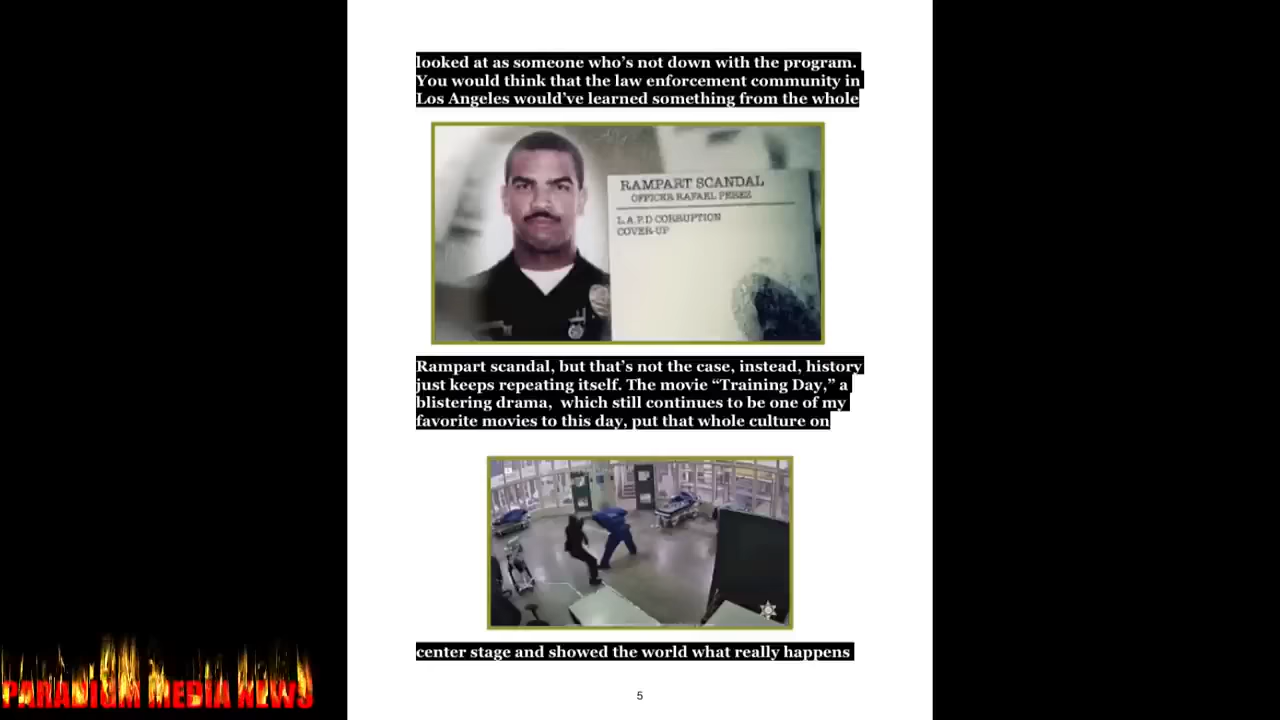 looked at as someone who's not down with the program.
You would think that the law enforcement community in
Los Angeles would've learned something from the whole
RAMPART SCANDAL
OFFICER RAFAEL PEREZ
L.A.P.D CORRUPTION
COVER-UP
Rampart scandal, but that's not the case, instead, history
just keeps repeating itself. The movie “Training Day,” a
blistering drama,  which still continues to be one of my
favorite movies to this day, put that whole culture on
center stage and showed the world what really happens
5
PARADIUM MEDIA NEWS